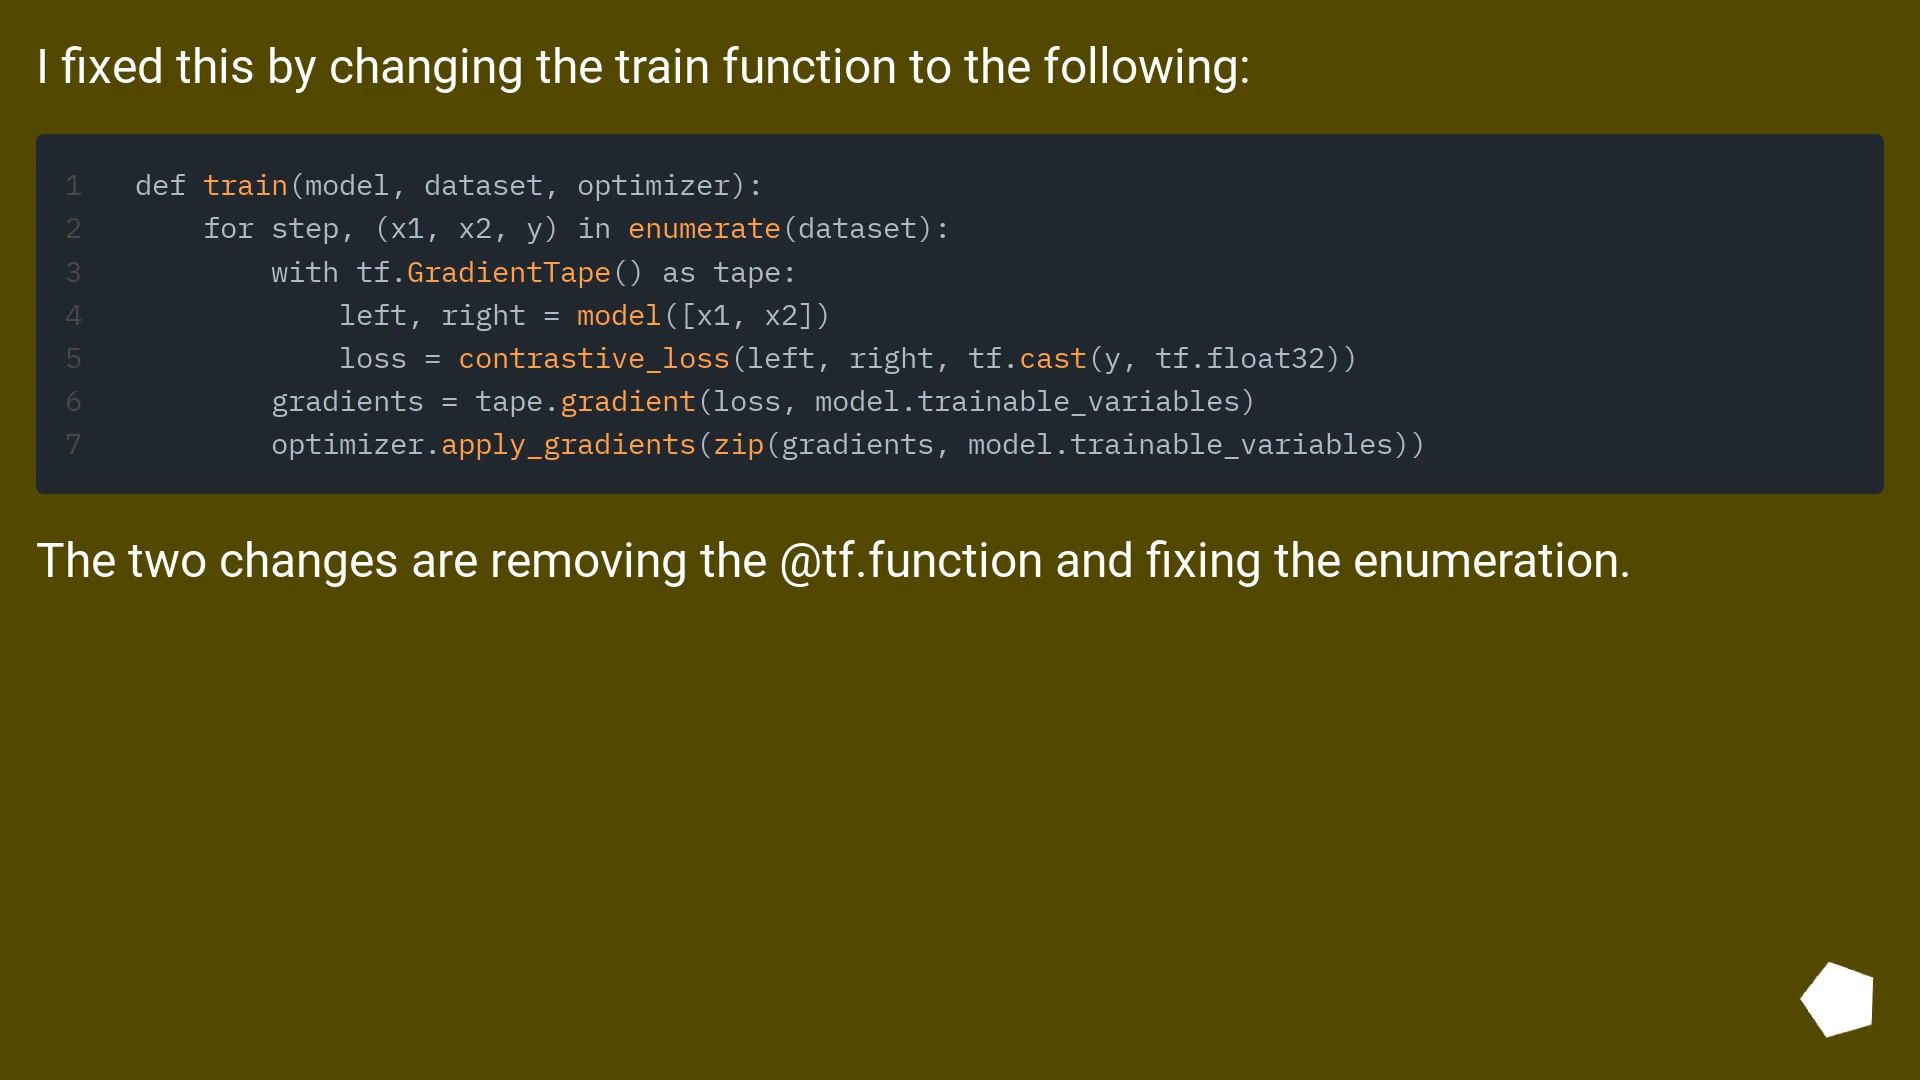 I fixed this by changing the train function to the following:
1 def train(model, dataset, optimizer):
2     for step, (x1, x2, y) in enumerate(dataset):
3         with tf.GradientTape() as tape:
4             left, right = model([x1, x2])
5             loss = contrastive_loss(left, right, tf.cast(y, tf.float32))
6         gradients = tape.gradient(loss, model.trainable_variables)
7         optimizer.apply_gradients(zip(gradients, model.trainable_variables))
The two changes are removing the @tf.function and fixing the enumeration.